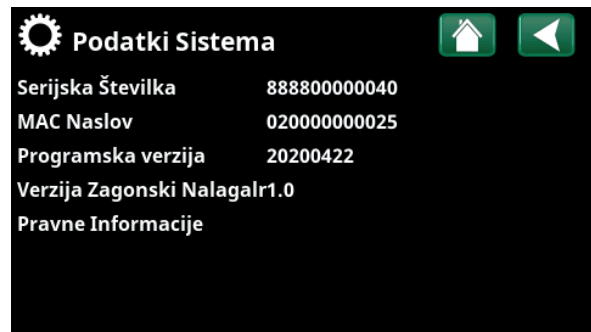 Podatki Sistema
Serijska Številka 888800000040
MAC Naslov 020000000025
Programska verzija 20200422
Verzija Zagonski Nalagalr1.0
Pravne Informacije